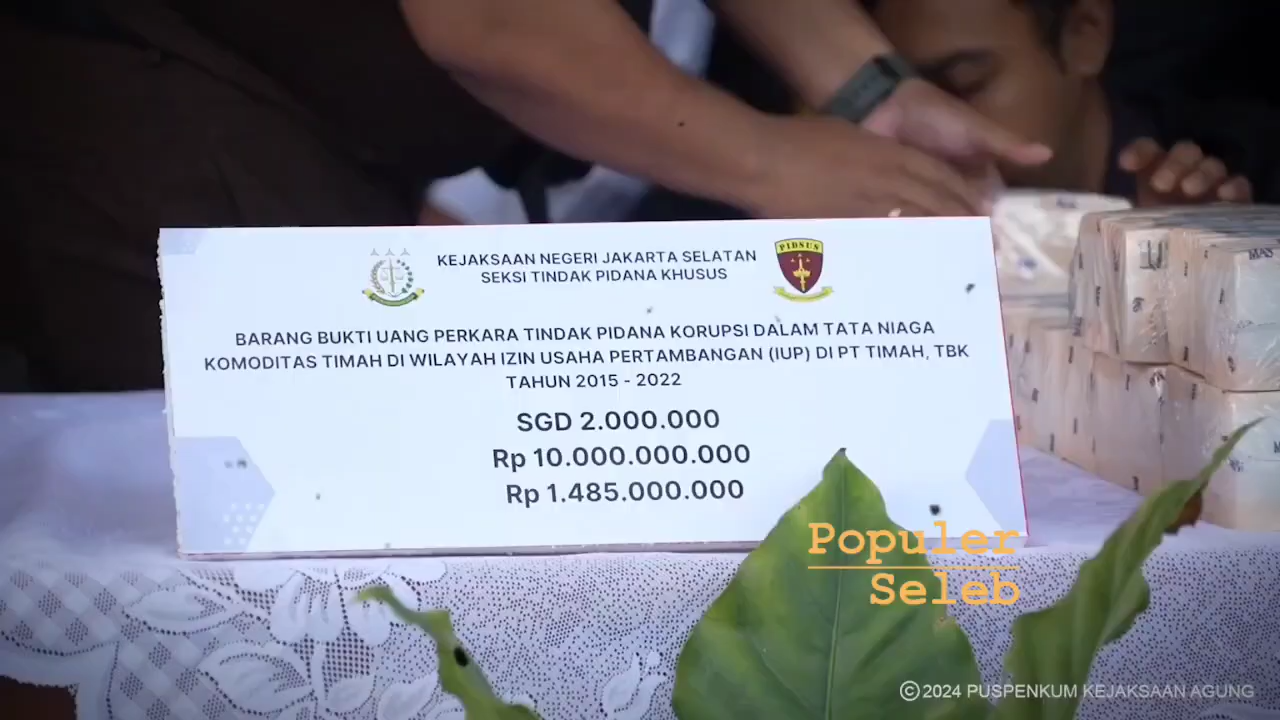 KEJAKSAAN NEGERI JAKARTA SELATAN
SEKSI TINDAK PIDANA KHUSUS
PIDSUS
BARANG BUKTI UANG PERKARA TINDAK PIDANA KORUPSI DALAM TATA NIAGA
KOMODITAS TIMAH DI WILAYAH IZIN USAHA PERTAMBANGAN (IUP) DI PT TIMAH, TBK
TAHUN 2015 - 2022
SGD 2.000.000
Rp 10.000.000.000
Rp 1.485.000.000
MAS
Populer
Seleb
©2024 PUSPENKUM KEJAKSAAN AGUNG